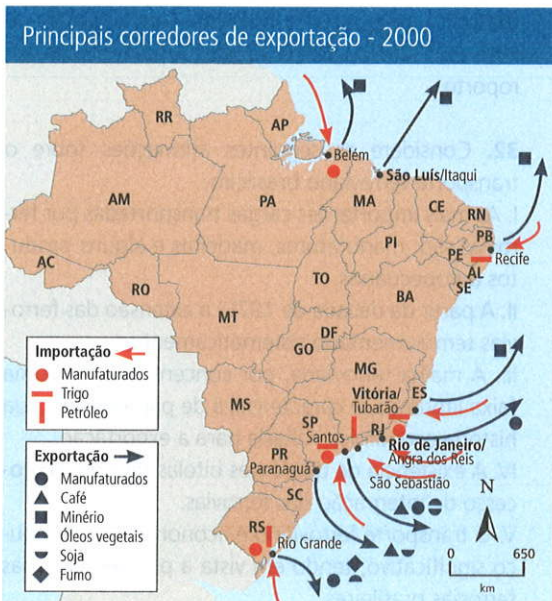 Principais corredores de exportação - 2000
RR
AP
Belém
São Luís/Itaqui
AM
PA
MA
CE
RN
PB
PI
PE
Recife
AC
AL
SE
TO
RO
BA
MT
DF
GO
MG
MS
ES
Vitória/
Tubarão
SP
RJ
Santos
Rio de Janeiro/
Angra dos Reis
PR
Paranaguá
São Sebastião
SC
RS
Rio Grande
Importação
Manufaturados
Trigo
Petróleo
Exportação
Manufaturados
Café
Minério
Óleos vegetais
Soja
Fumo
N
0 650
km